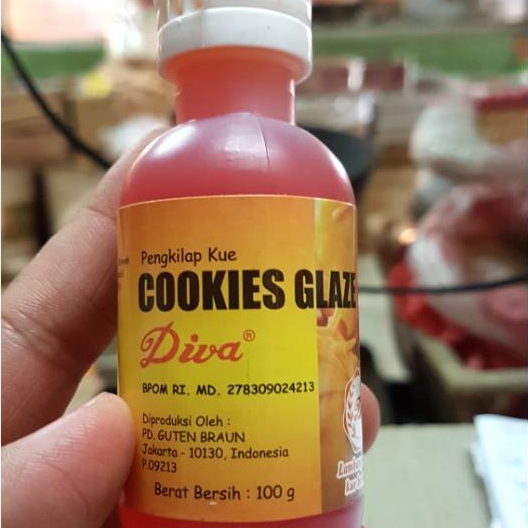 Pengkilap Kue
COOKIES GLAZE
Diva®
BPOM RI. MD. 278309024213
Diproduksi Oleh :
PD. GUTEN BRAUN
Jakarta - 10130, Indonesia
P.09213
Berat Bersih : 100 g